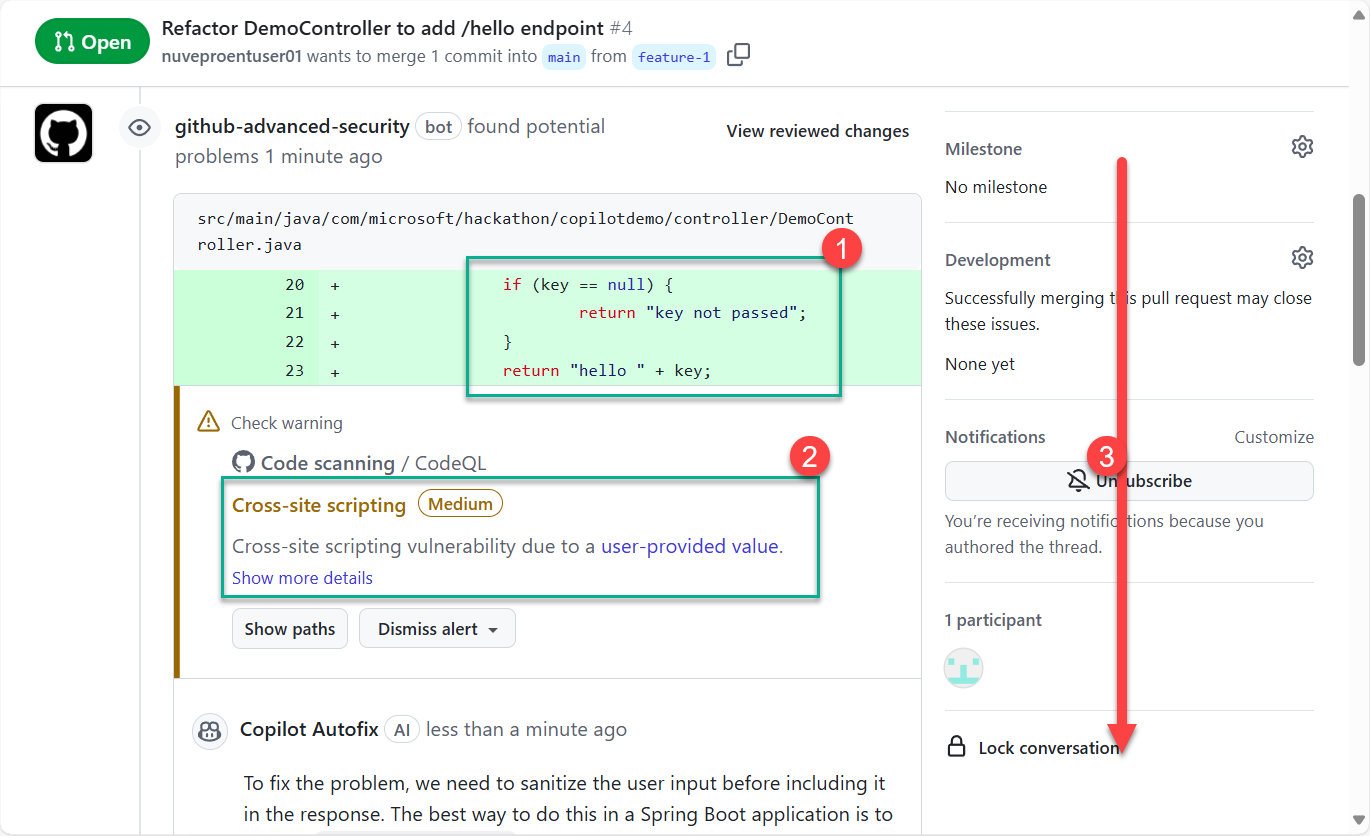 Open
Refactor DemoController to add /hello endpoint #4
nuveproentuser01 wants to merge 1 commit into main from feature-1
github-advanced-security bot found potential
problems 1 minute ago
View reviewed changes
src/main/java/com/microsoft/hackathon/copilotdemo/controller/DemoCont
roller.java
1
20 + if (key == null) {
21 + return "key not passed";
22 + }
23 + return "hello " + key;
Check warning
Code scanning / CodeQL
2
Cross-site scripting Medium
Cross-site scripting vulnerability due to a user-provided value.
Show more details
Show paths
Dismiss alert
Copilot Autofix AI less than a minute ago
To fix the problem, we need to sanitize the user input before including it
in the response. The best way to do this in a Spring Boot application is to
Milestone
No milestone
Development
Successfully merging this pull request may close
these issues.
None yet
Notifications
Customize
3
Unsubscribe
You're receiving notifications because you
authored the thread.
1 participant
Lock conversation